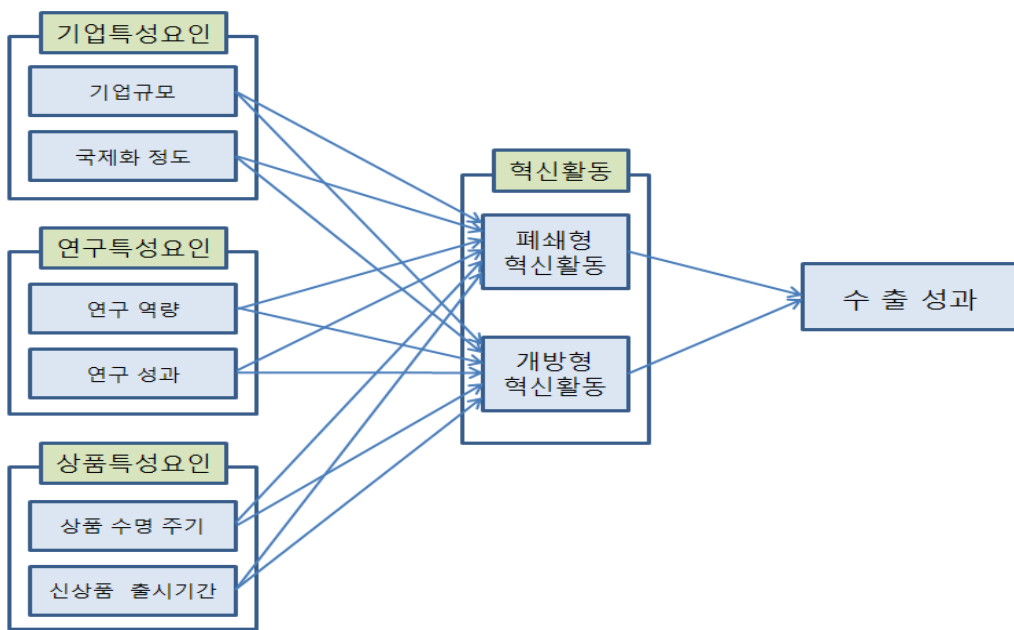 기업특성요인
기업규모
국제화 정도
연구특성요인
연구 역량
연구 성과
상품특성요인
상품 수명 주기
신상품 출시기간
혁신활동
폐쇄형
혁신활동
개방형
혁신활동
수 출 성과